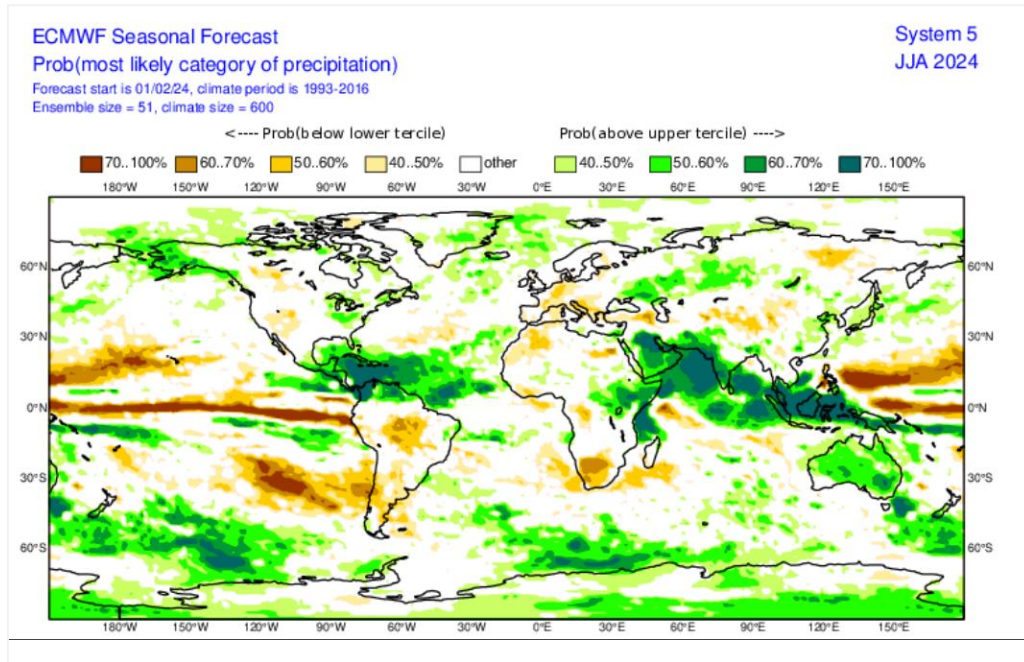 ECMWF Seasonal Forecast
System 5
Prob(most likely category of precipitation)
JJA 2024
Forecast start is 01/02/24, climate period is 1993-2016
Ensemble size = 51, climate size = 600
<---- Prob(below lower tercile)
Prob(above upper tercile) ---->
70..100% 60..70% 50..60% 40..50% other 40..50% 50..60% 60..70% 70..100%
180°W 150°W 120°W 90°W 60°W 30°W 0°E 30°E 60°E 90°E 120°E 150°E
60°N 60°N
30°N 30°N
0°N 0°N
30°S 30°S
60°S 60°S
180°W 150°W 120°W 90°W 60°W 30°W 0°E 30°E 60°E 90°E 120°E 150°E